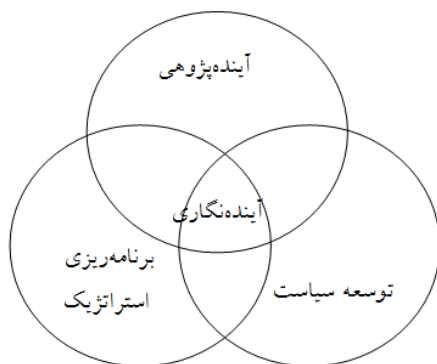 آینده‌پژوهی
آینده‌نگاری
برنامه‌ریزی
استراتژیک
توسعه سیاست